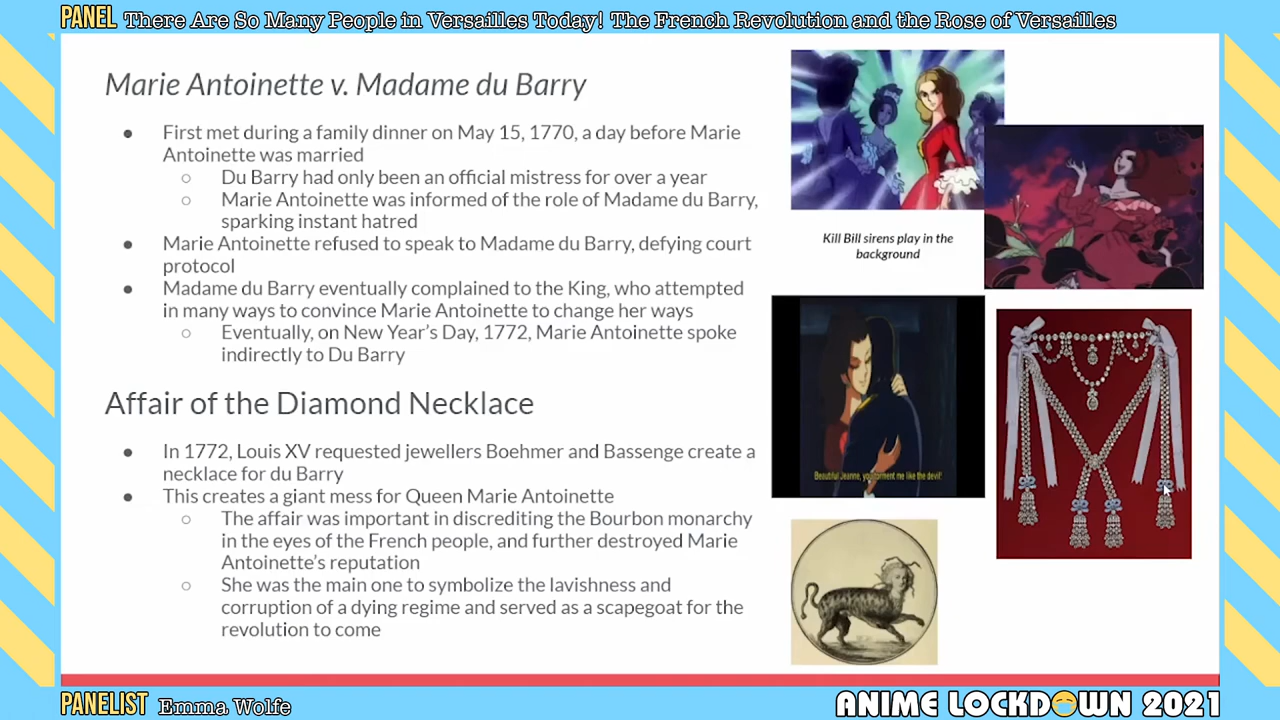 PANEL There Are So Many People in Versailles Today! The French Revolution and the Rose of Versailles
Marie Antoinette v. Madame du Barry
● First met during a family dinner on May 15, 1770, a day before Marie
Antoinette was married
○ Du Barry had only been an official mistress for over a year
○ Marie Antoinette was informed of the role of Madame du Barry,
sparking instant hatred
● Marie Antoinette refused to speak to Madame du Barry, defying court
protocol
● Madame du Barry eventually complained to the King, who attempted
in many ways to convince Marie Antoinette to change her ways
○ Eventually, on New Year's Day, 1772, Marie Antoinette spoke
indirectly to Du Barry
Affair of the Diamond Necklace
● In 1772, Louis XV requested jewellers Boehmer and Bassenge create a
necklace for du Barry
● This creates a giant mess for Queen Marie Antoinette
○ The affair was important in discrediting the Bourbon monarchy
in the eyes of the French people, and further destroyed Marie
Antoinette's reputation
○ She was the main one to symbolize the lavishness and
corruption of a dying regime and served as a scapegoat for the
revolution to come
Kill Bill sirens play in the
background
Beautiful Jeanne, you torment me like the devil!
PANELIST Emma Wolfe
ANIME LOCKDOWN 2021